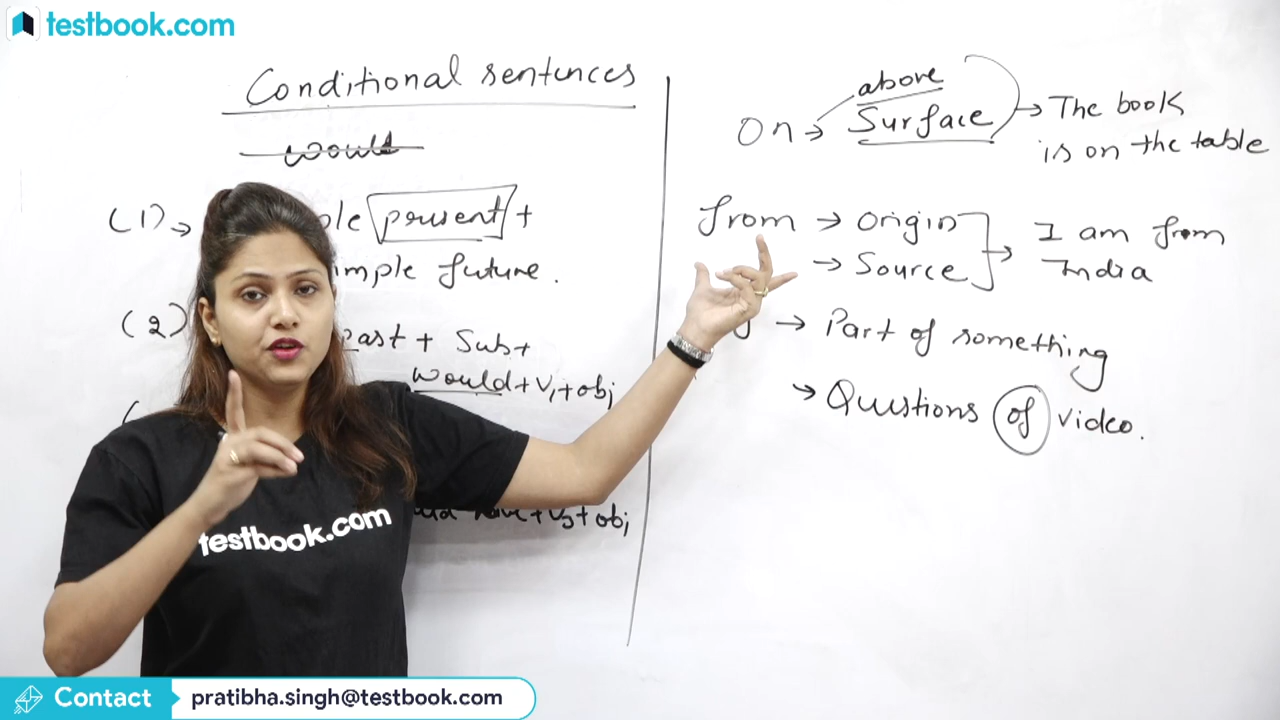 testbook.com
Conditional sentences
would
(1) → ple present +
imple future.
(2) Past + Sub+
would + V1 + obj
+ V3 + obj
above
On → Surface → The book
is on the table
from → Origin → I am from
→ Source India
→ Part of something
→ Questions of video.
testbook.com
Contact pratibha.singh@testbook.com